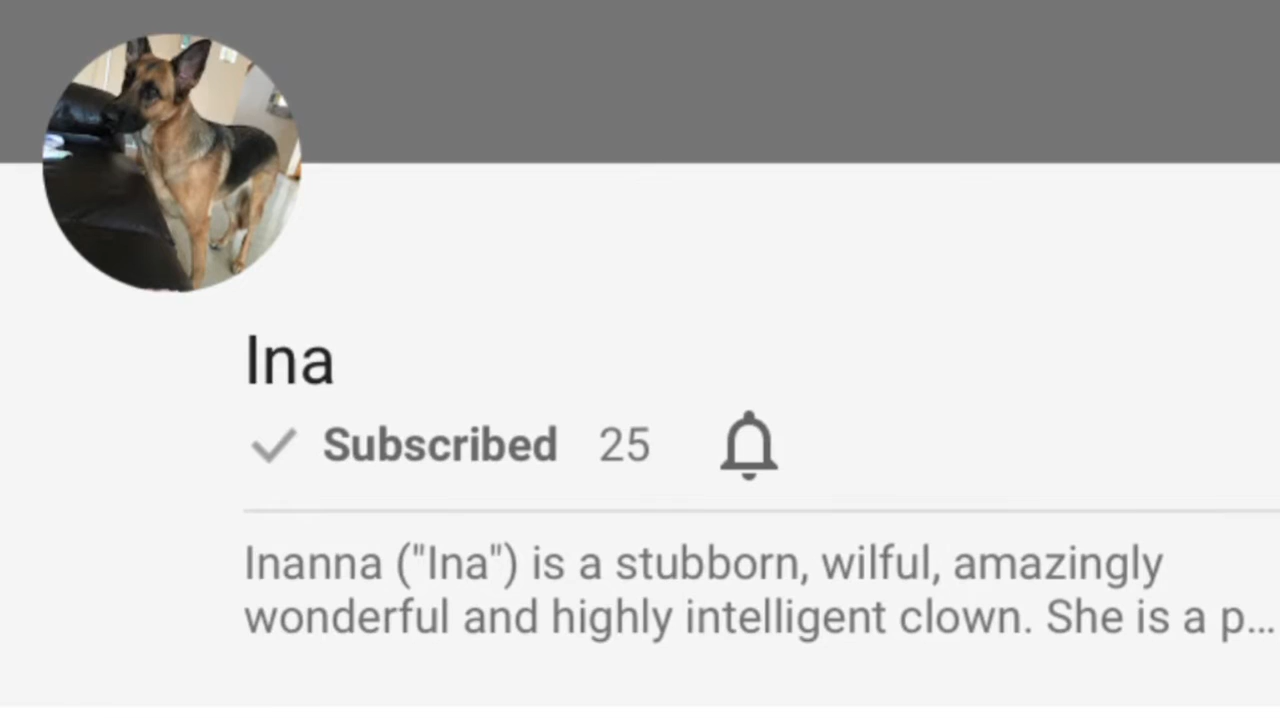 Ina
Subscribed 25
Inanna ("Ina") is a stubborn, wilful, amazingly
wonderful and highly intelligent clown. She is a p...